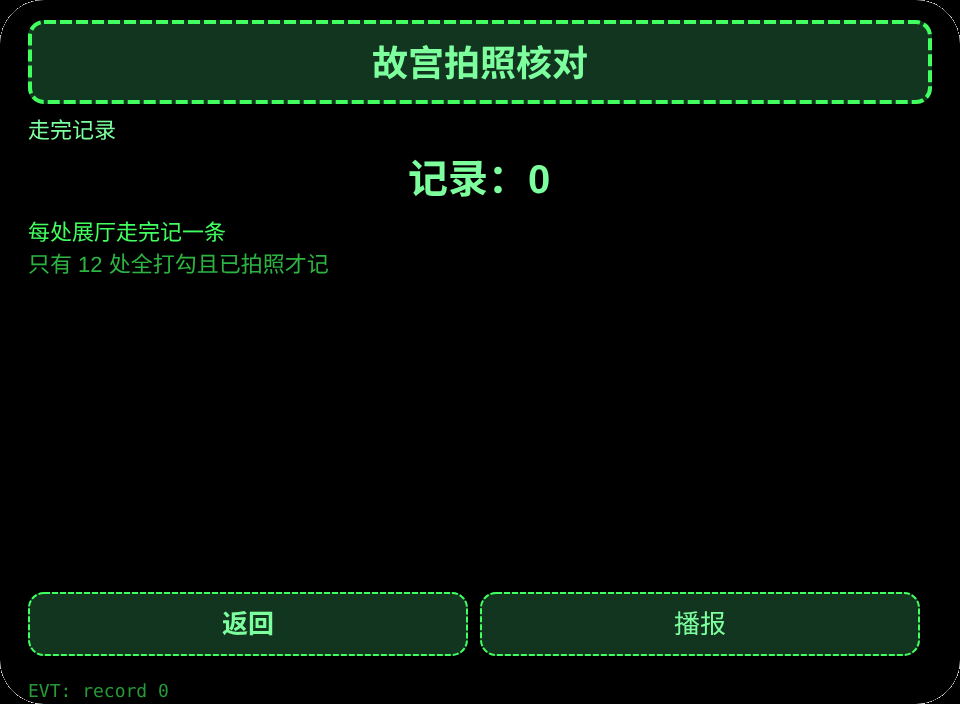 故宫拍照核对
走完记录
记录：0
每处展厅走完记一条
只有 12 处全打勾且已拍照才记
返回
播报
EVT: record 0